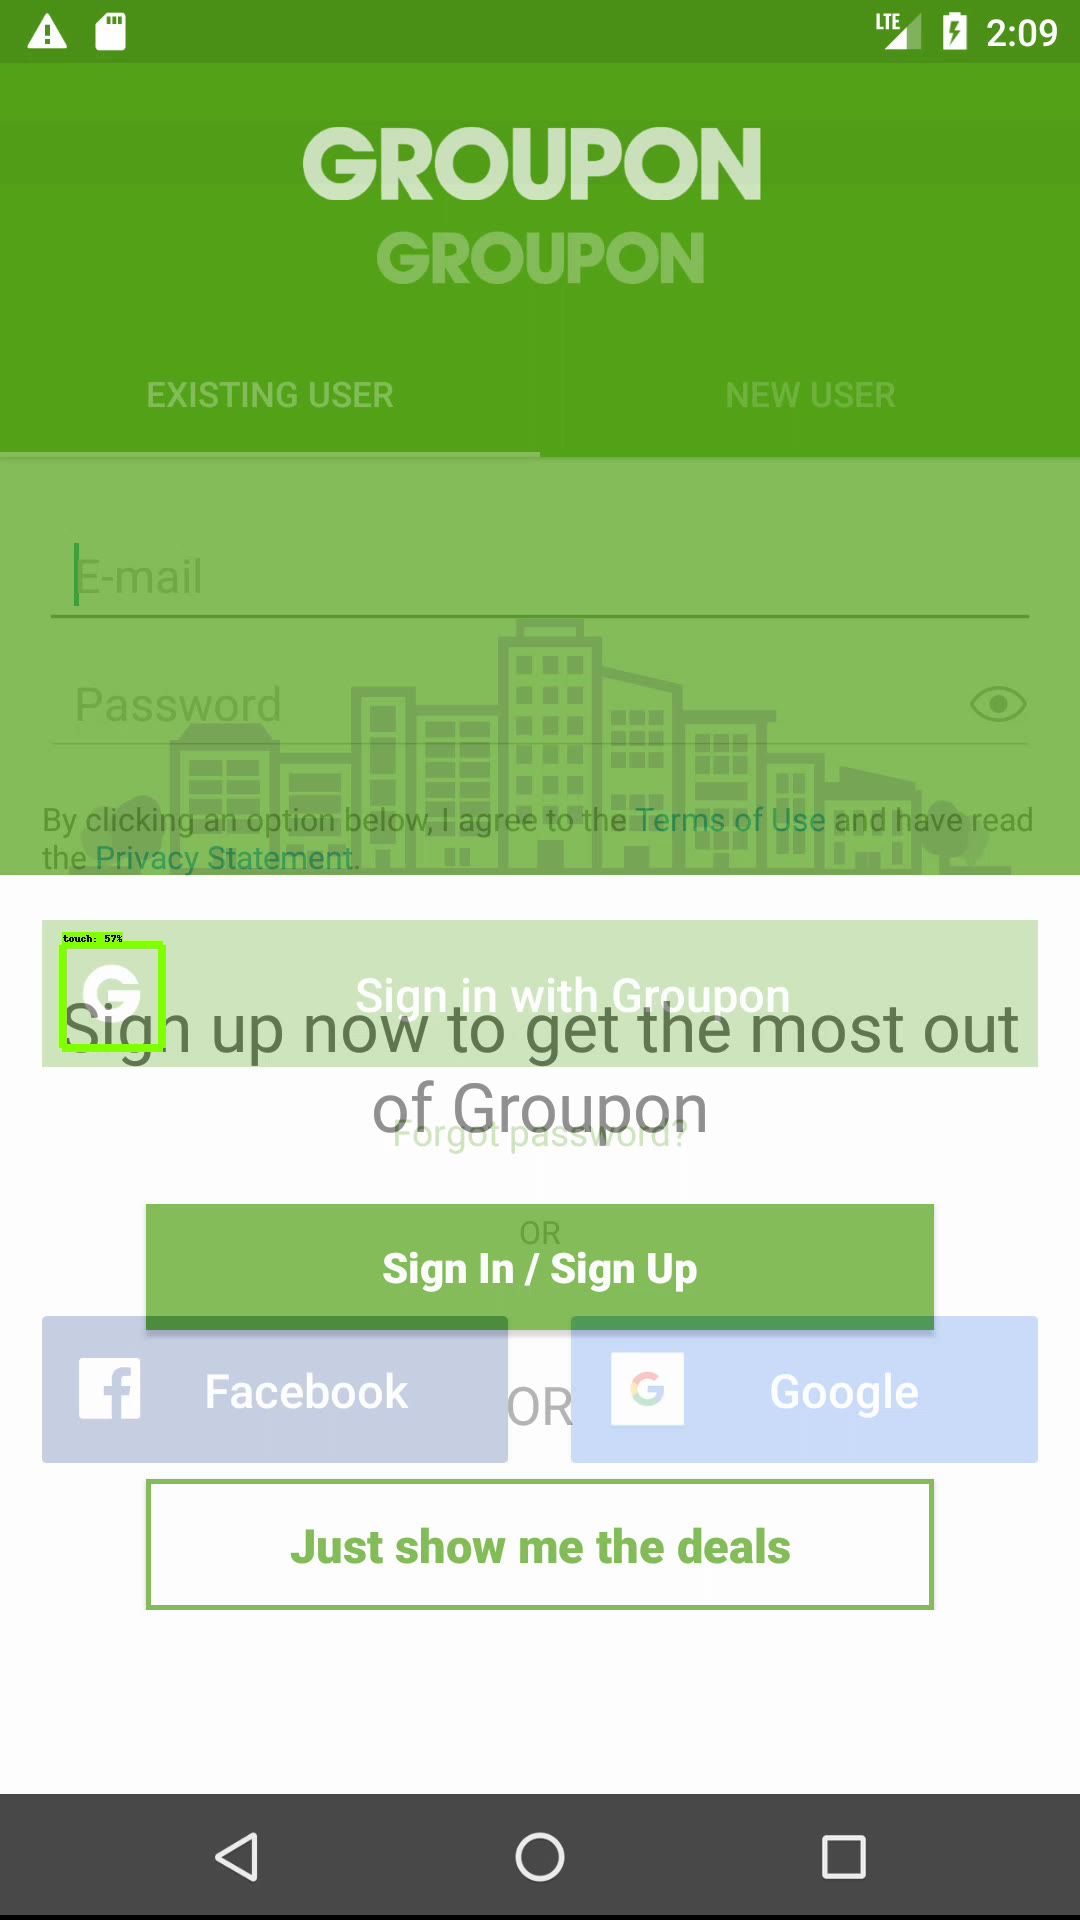 LTE 2:09
GROUPON
GROUPON
EXISTING USER NEW USER
E-mail
Password
By clicking an option below, I agree to the Terms of Use and have read
the Privacy Statement.
touch: 57%
Sign in with Groupon
Sign up now to get the most out
of Groupon
Forgot password?
OR
Sign In / Sign Up
Facebook Google
OR
Just show me the deals